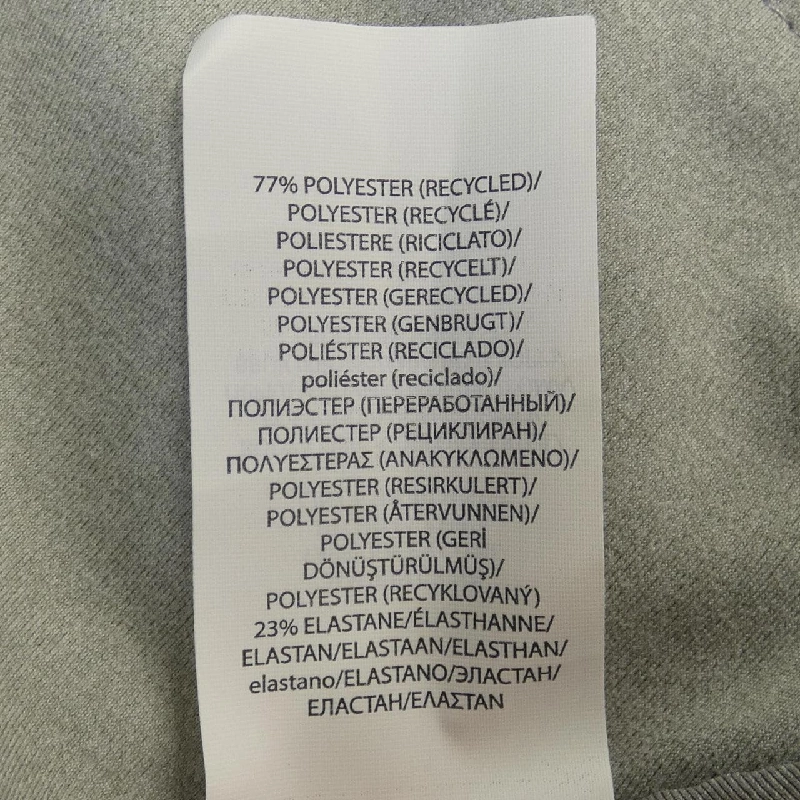 77% POLYESTER (RECYCLED)/
POLYESTER (RECYCLÉ)/
POLIESTERE (RICICLATO)/
POLYESTER (RECYCELT)/
POLYESTER (GERECYCLED)/
POLYESTER (GENBRUGT)/
POLIÉSTER (RECICLADO)/
poliéster (reciclado)/
ПОЛИЭСТЕР (ПЕРЕРАБОТАННЫЙ)/
ПОЛИЕСТЕР (РЕЦИКЛИРАН)/
ΠΟΛΥΕΣΤΕΡΑΣ (ΑΝΑΚΥΚΛΩΜΕΝΟ)/
POLYESTER (RESIRKULERT)/
POLYESTER (ÅTERVUNNEN)/
POLYESTER (GERİ
DÖNÜŞTÜRÜLMÜŞ)/
POLYESTER (RECYKLOVANÝ)
23% ELASTANE/ÉLASTHANNE/
ELASTAN/ELASTAAN/ELASTHAN/
elastano/ELASTANO/ЭЛАСТАН/
ЕЛАСТАН/ΕΛΑΣΤΑΝ